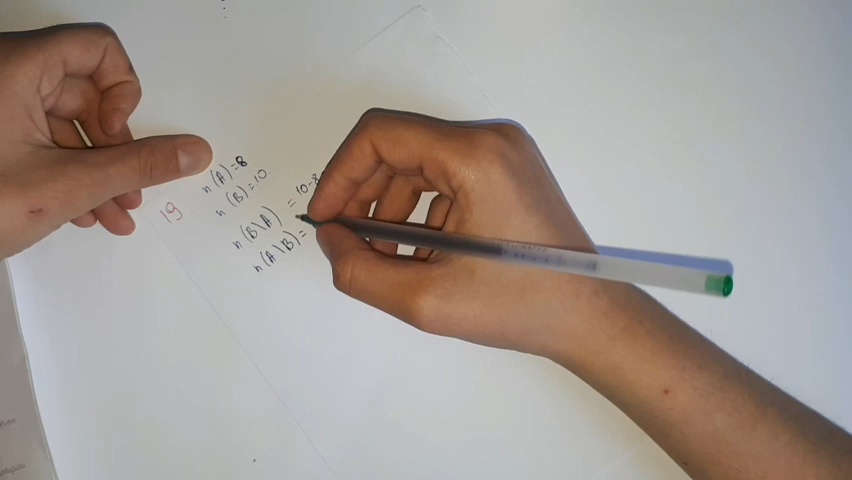 19
n(A)=8
n(B)=10.
n(B\A) = 10-8
n(A\B)=